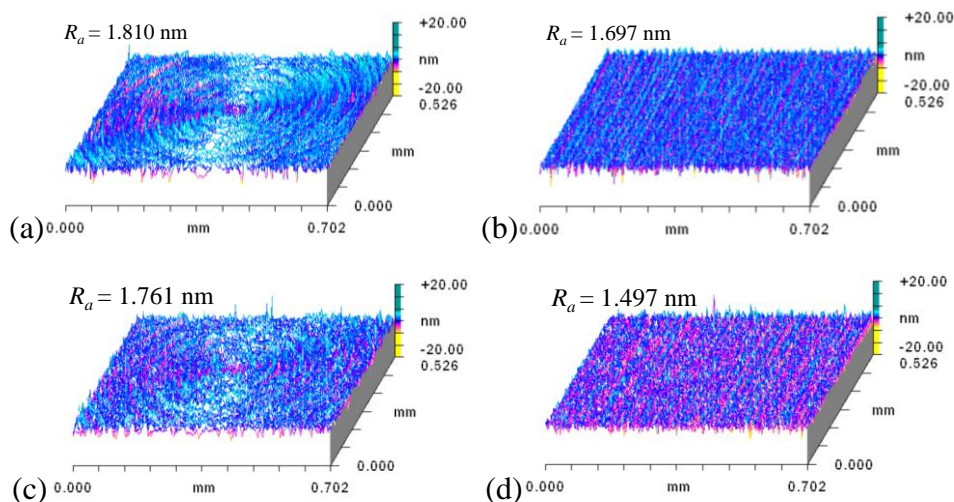 Ra = 1.810 nm
+20.00
nm
-20.00
0.526
mm
0.000
(a)
0.000 mm 0.702
Ra = 1.697 nm
+20.00
nm
-20.00
0.526
mm
0.000
(b)
0.000 mm 0.702
Ra = 1.761 nm
+20.00
nm
-20.00
0.526
mm
0.000
(c)
0.000 mm 0.702
Ra = 1.497 nm
+20.00
nm
-20.00
0.526
mm
0.000
(d)
0.000 mm 0.702